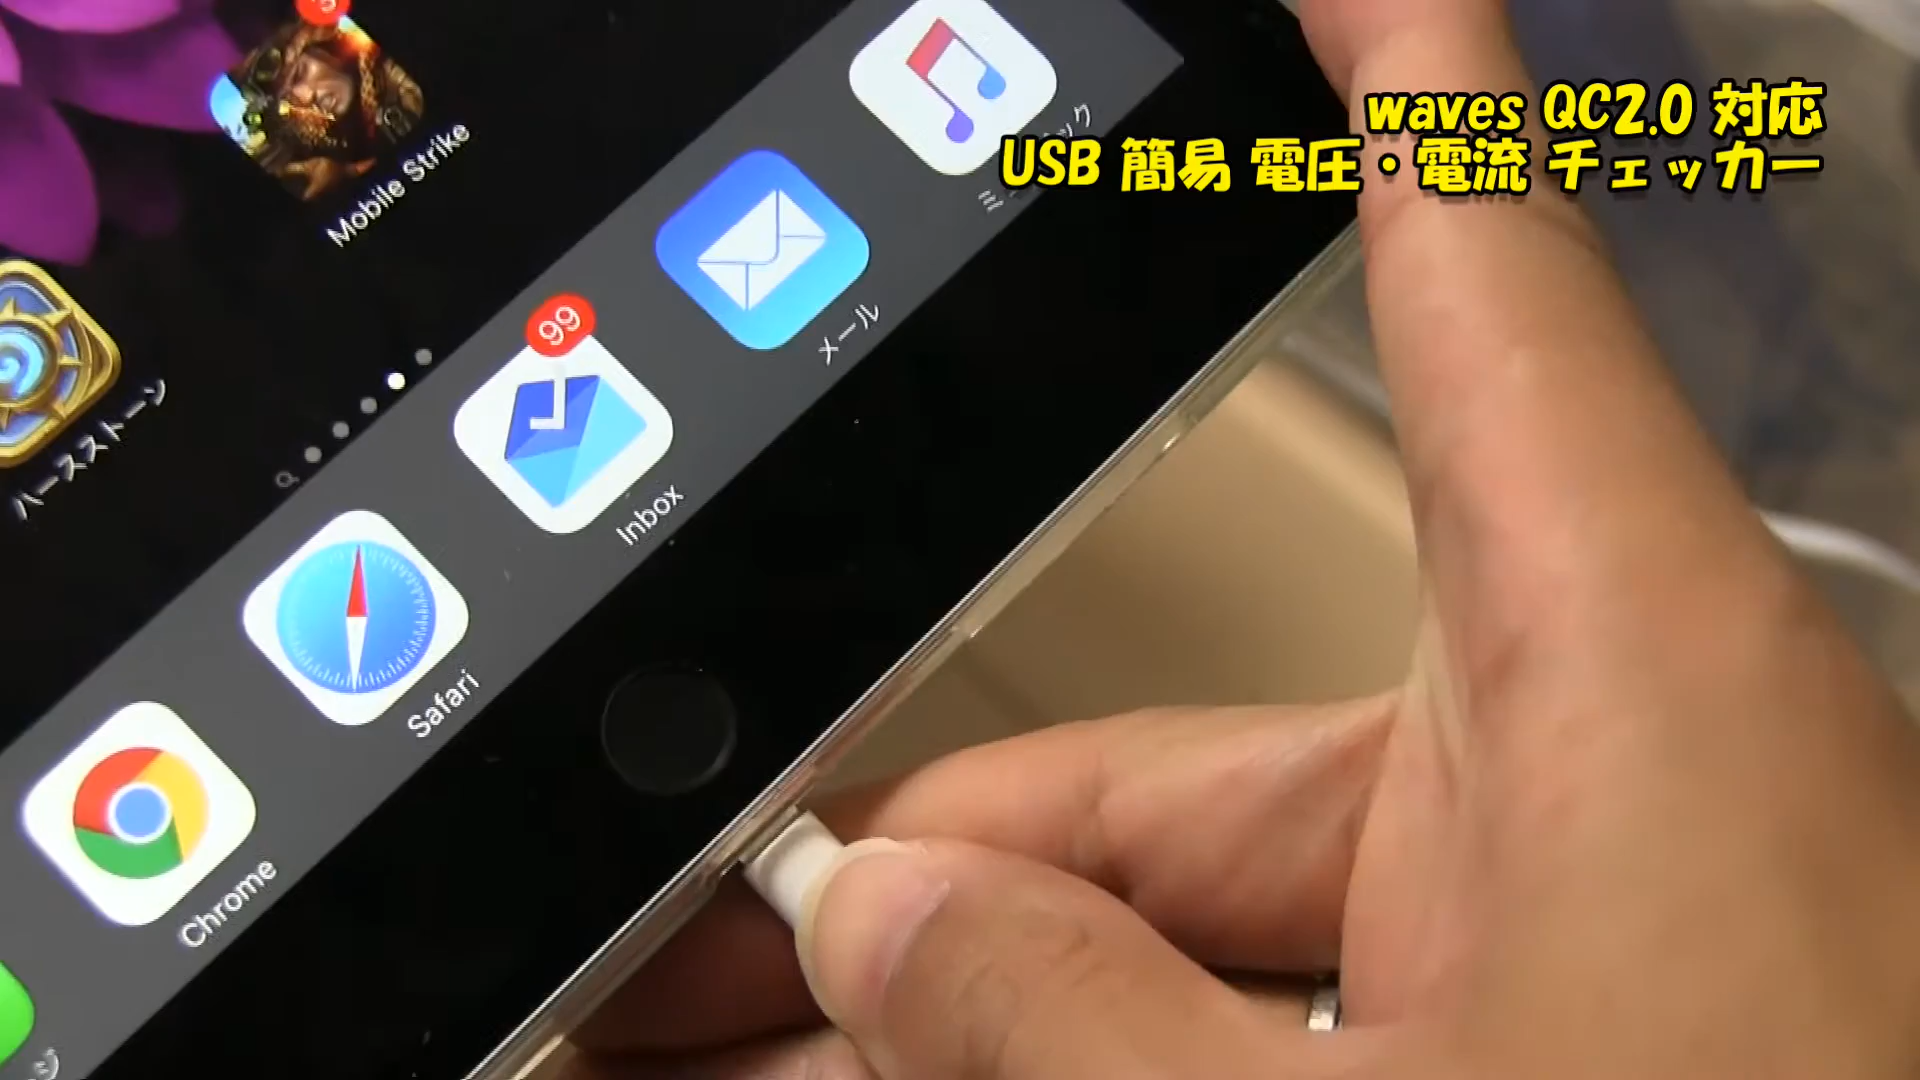 waves QC2.0 対応
USB 簡易 電圧・電流 チェッカー
Mobile Strike
ハースストーン
メール
99
Inbox
Safari
Chrome